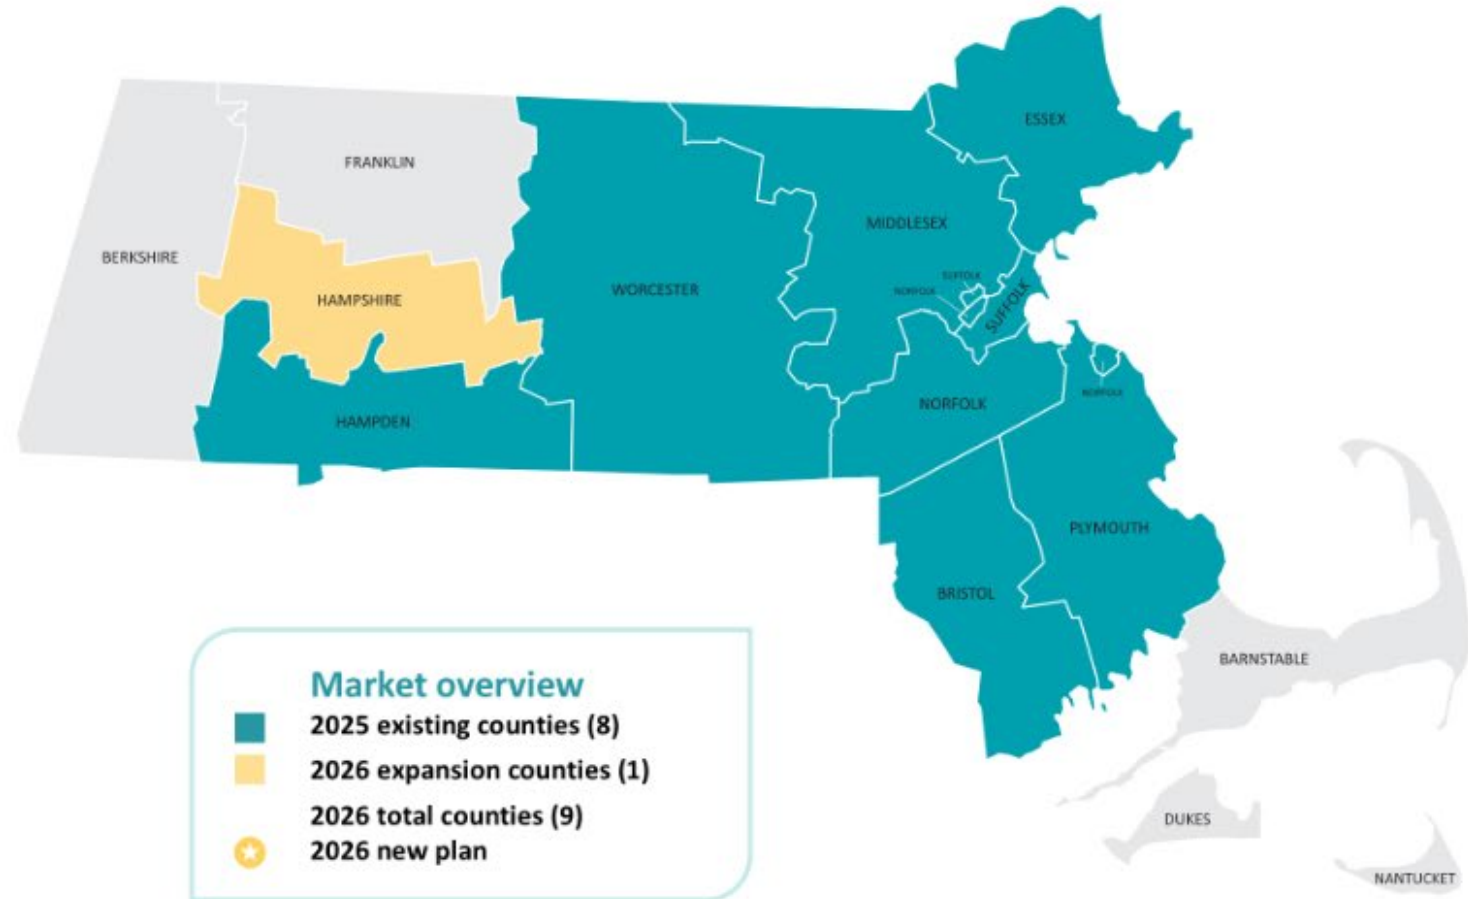 ESSEX
FRANKLIN
MIDDLESEX
BERKSHIRE
SUFFOLK
WORCESTER
NORFOLK
HAMPSHIRE
SUFFOLK
NORFOLK
NORFOLK
HAMPDEN
PLYMOUTH
BRISTOL
BARNSTABLE
Market overview
2025 existing counties (8)
2026 expansion counties (1)
2026 total counties (9)
2026 new plan
DUKES
NANTUCKET